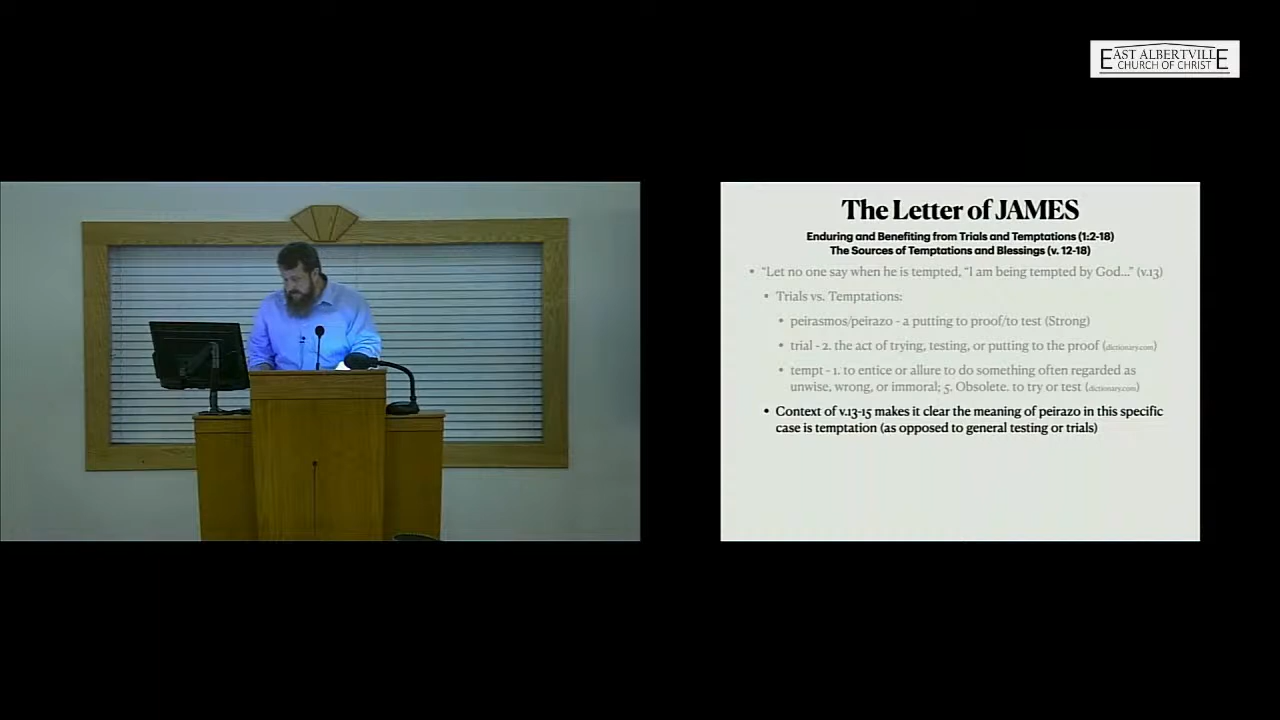 EAST ALBERTVILLE
CHURCH OF CHRIST
The Letter of JAMES
Enduring and Benefiting from Trials and Temptations (1:2-18)
The Sources of Temptations and Blessings (v. 12-18)
• “Let no one say when he is tempted, “I am being tempted by God...” (v.13)
• Trials vs. Temptations:
• peirasmos/peirazo - a putting to proof/to test (Strong)
• trial - 2. the act of trying, testing, or putting to the proof (dictionary.com)
• tempt - 1. to entice or allure to do something often regarded as
unwise, wrong, or immoral; 5. Obsolete. to try or test (dictionary.com)
• Context of v.13-15 makes it clear the meaning of peirazo in this specific
case is temptation (as opposed to general testing or trials)